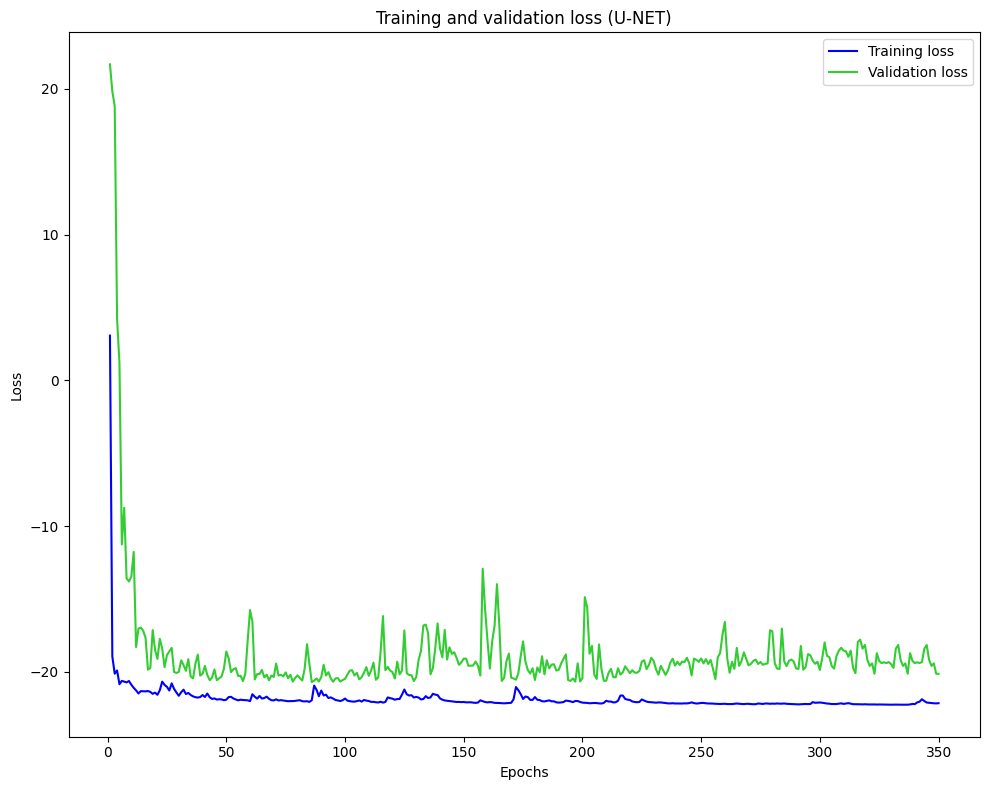 Training and validation loss (U-NET)
Training loss
Validation loss
Loss
20
10
0
−10
−20
0
50
100
150
200
250
300
350
Epochs